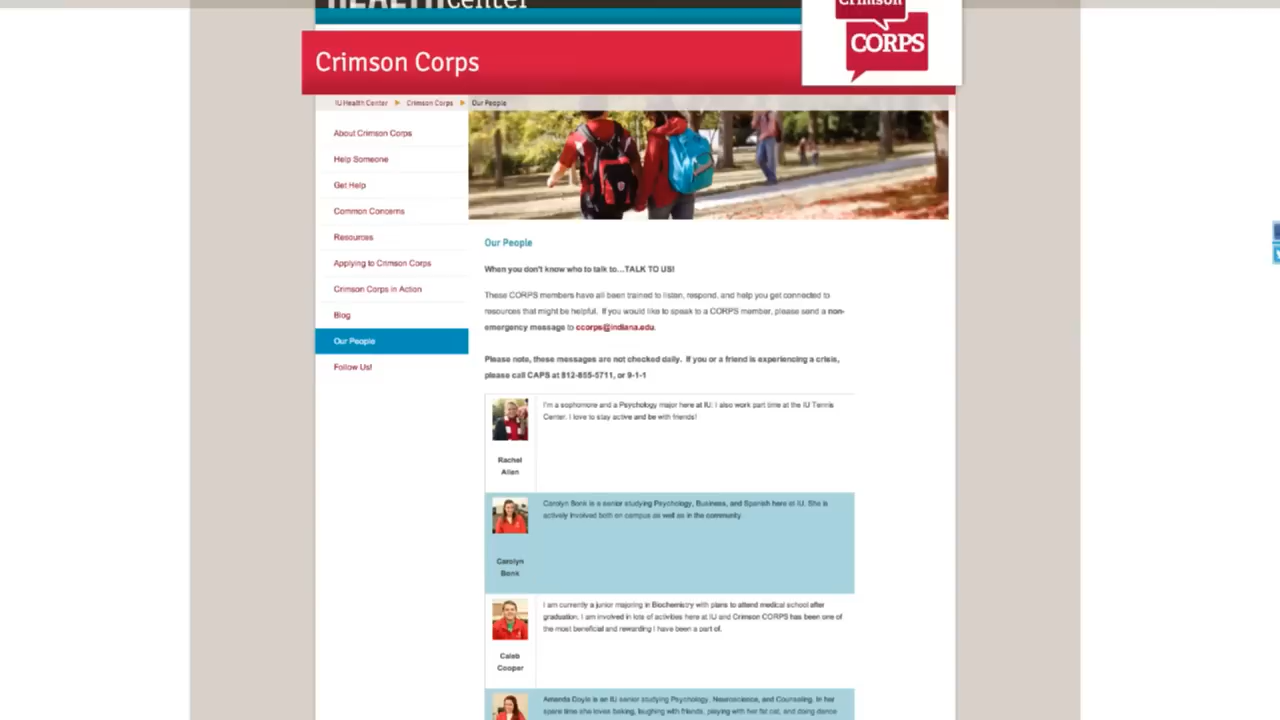 HEALTH Center
Crimson
CORPS
Crimson Corps
IU Health Center
Crimson Corps
Our People
About Crimson Corps
Help Someone
Get Help
Common Concerns
Resources
Applying to Crimson Corps
Crimson Corps in Action
Blog
Our People
Follow Us!
Our People
When you don't know who to talk to...TALK TO US!
These CORPS members have all been trained to listen, respond, and help you get connected to
resources that might be helpful. If you would like to speak to a CORPS member, please send a non-
emergency message to ccorps@indiana.edu.
Please note, these messages are not checked daily. If you or a friend is experiencing a crisis,
please call CAPS at 812-855-5711, or 9-1-1
I'm a sophomore and a Psychology major here at IU; I also work part time at the IU Tennis
Center. I love to stay active and be with friends!
Rachel
Allen
Carolyn Bonk is a senior studying Psychology, Business, and Spanish here at IU. She is
actively involved both on campus as well as in the community.
Carolyn
Bonk
I am currently a junior majoring in Biochemistry with plans to attend medical school after
graduation. I am involved in lots of activities here at IU and Crimson CORPS has been one of
the most beneficial and rewarding I have been a part of.
Caleb
Cooper
Amanda Doyle is an IU senior studying Psychology, Neuroscience, and Counseling. In her
spare time she loves baking, laughing with friends, playing with her fat cat, and doing dance